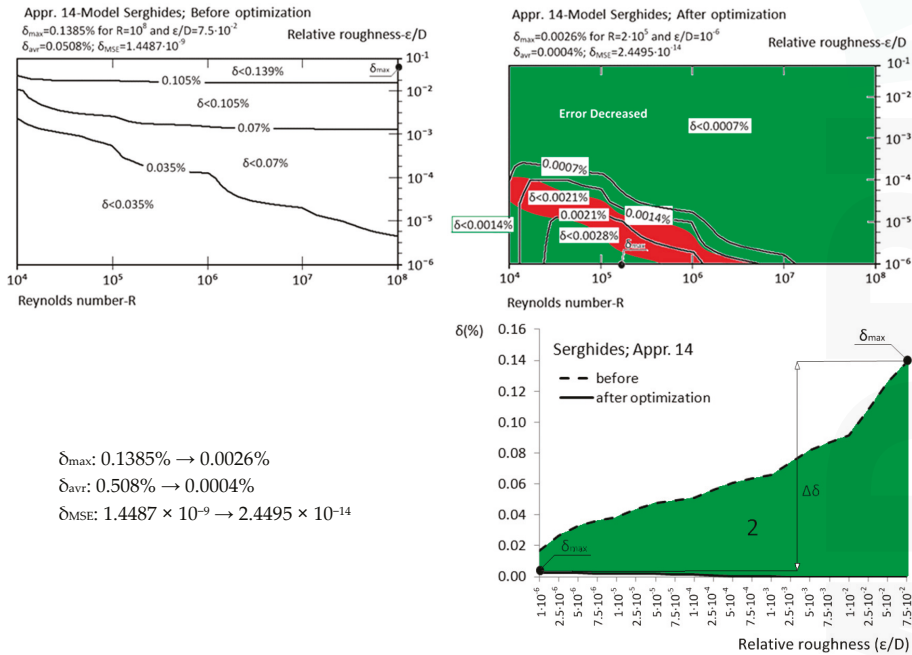 Appr. 14-Model Serghides; Before optimization
δmax=0.1385% for R=10⁸ and ε/D=7.5·10⁻²
δavr=0.0508%; δMSE=1.4487·10⁻⁹
Relative roughness-ε/D
δ<0.139%
δmax
0.105%
δ<0.105%
0.07%
δ<0.07%
0.035%
δ<0.035%
10⁻¹
10⁻²
10⁻³
10⁻⁴
10⁻⁵
10⁻⁶
10⁴
10⁵
10⁶
10⁷
10⁸
Reynolds number-R
Appr. 14-Model Serghides; After optimization
δmax=0.0026% for R=2·10⁵ and ε/D=10⁻⁶
δavr=0.0004%; δMSE=2.4495·10⁻¹⁴
Relative roughness-ε/D
Error Decreased
δ<0.0007%
0.0007%
δ<0.0021%
0.0021%
0.0014%
δ<0.0014%
δ<0.0028%
δmax
10⁻¹
10⁻²
10⁻³
10⁻⁴
10⁻⁵
10⁻⁶
10⁴
10⁵
10⁶
10⁷
10⁸
Reynolds number-R
δmax: 0.1385% → 0.0026%
δavr: 0.508% → 0.0004%
δMSE: 1.4487 × 10⁻⁹ → 2.4495 × 10⁻¹⁴
δ(%)
0.16
0.14
0.12
0.10
0.08
0.06
0.04
0.02
0.00
Serghides; Appr. 14
before
after optimization
δmax
Δδ
2
δmax
1·10⁻⁶
2.5·10⁻⁶
5·10⁻⁶
7.5·10⁻⁶
1·10⁻⁵
2.5·10⁻⁵
5·10⁻⁵
7.5·10⁻⁵
1·10⁻⁴
2.5·10⁻⁴
5·10⁻⁴
7.5·10⁻⁴
1·10⁻³
2.5·10⁻³
5·10⁻³
7.5·10⁻³
1·10⁻²
2.5·10⁻²
5·10⁻²
7.5·10⁻²
Relative roughness (ε/D)